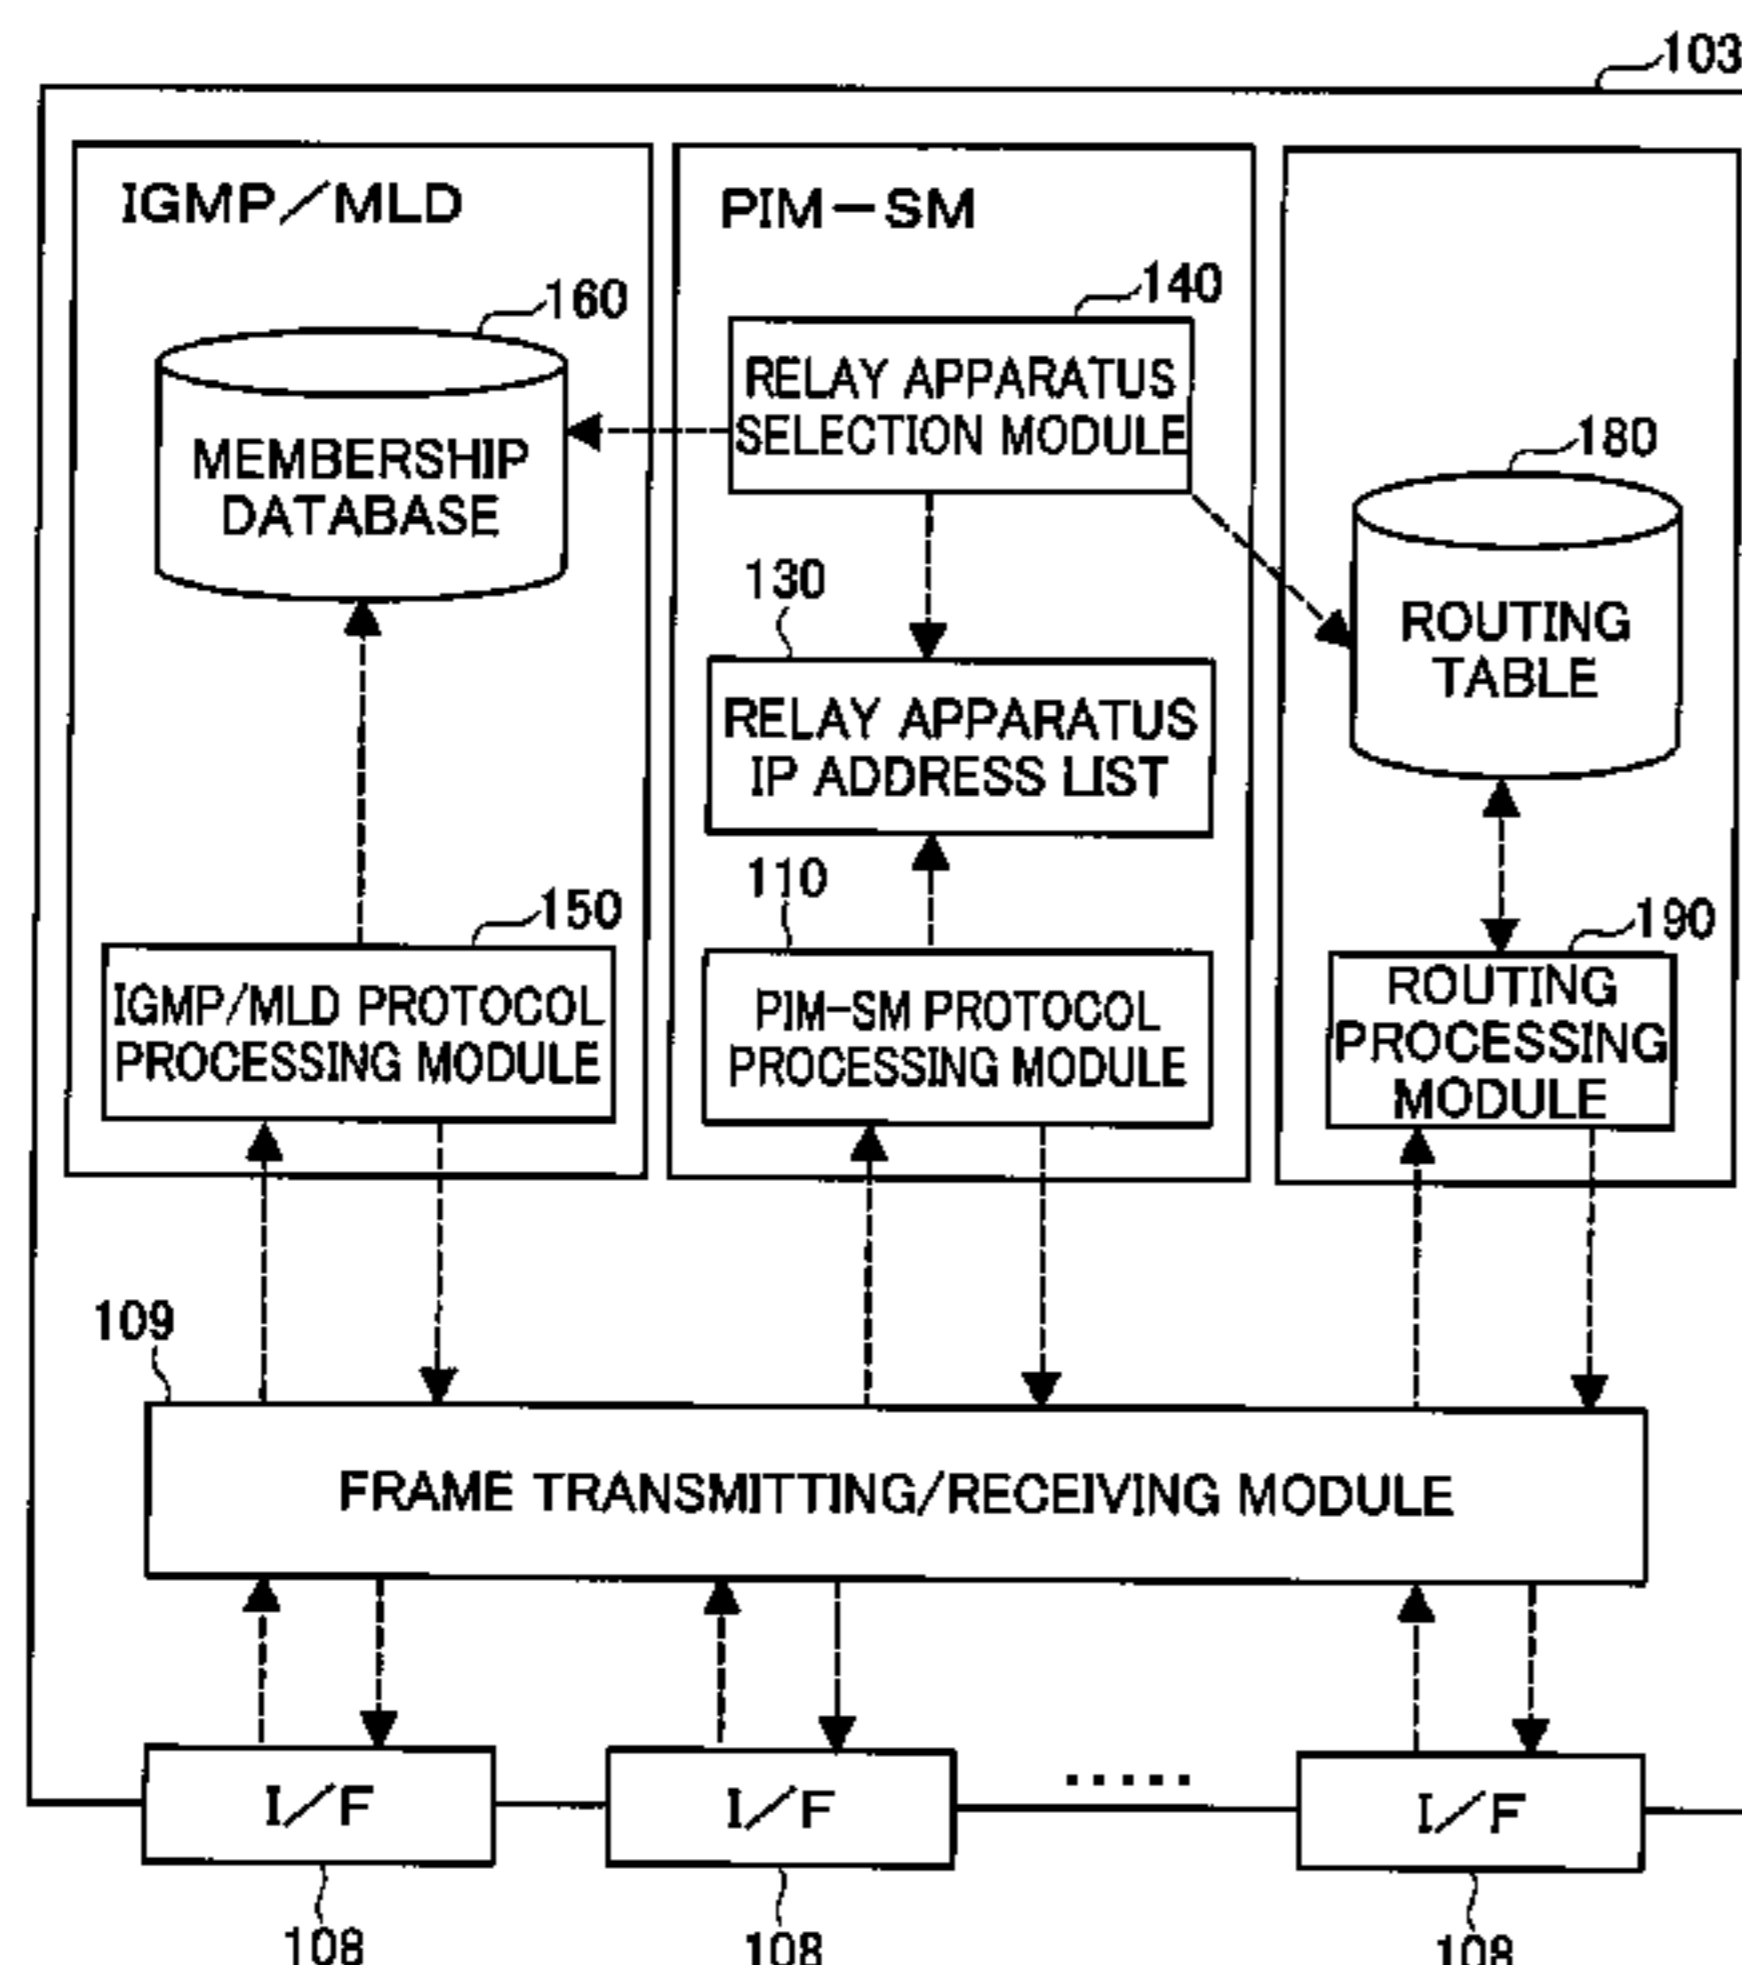 103
IGMP/MLD
PIM-SM
160
140
MEMBERSHIP
DATABASE
RELAY APPARATUS
SELECTION MODULE
180
130
ROUTING
TABLE
RELAY APPARATUS
IP ADDRESS LIST
110
150
190
IGMP/MLD PROTOCOL
PROCESSING MODULE
PIM-SM PROTOCOL
PROCESSING MODULE
ROUTING
PROCESSING
MODULE
109
FRAME TRANSMITTING/RECEIVING MODULE
I/F
I/F
.....
I/F
108
108
108